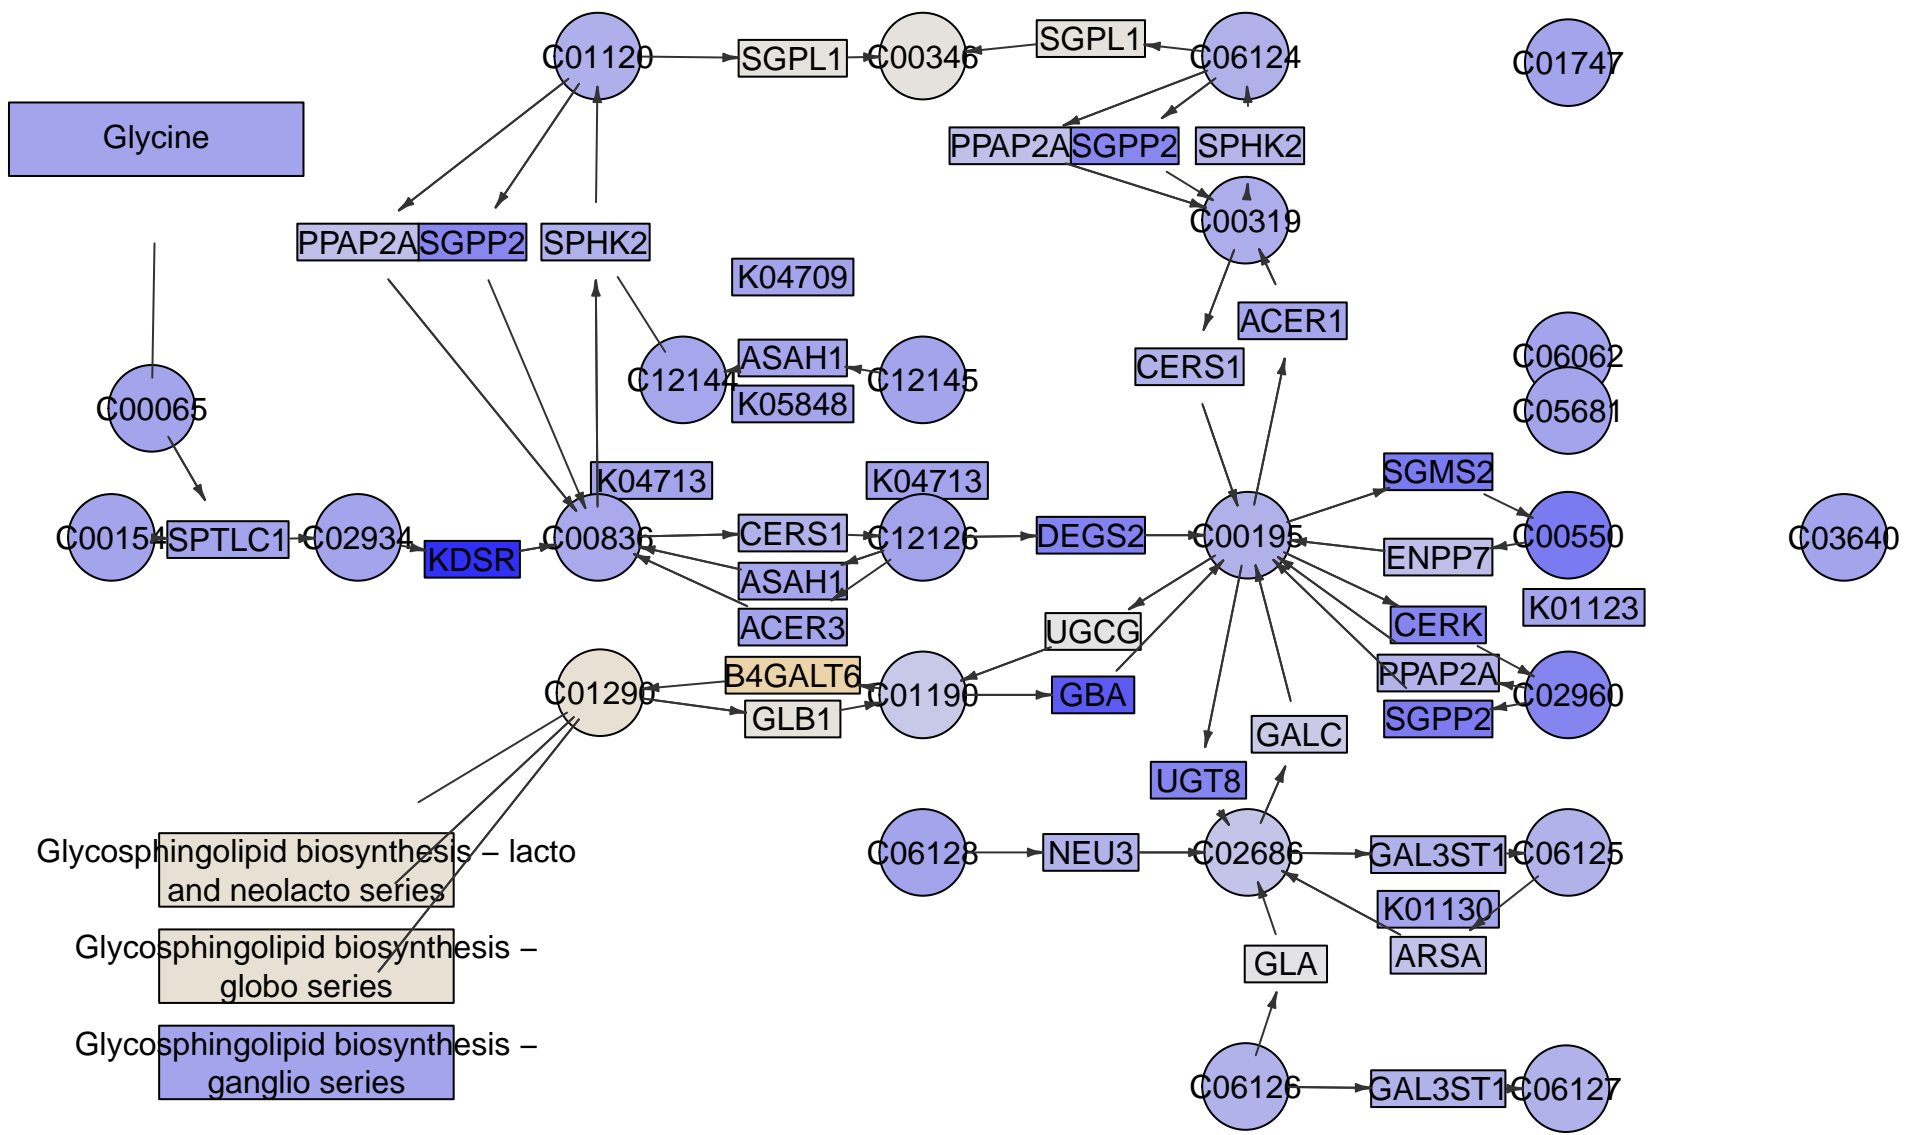 C01120
SGPL1
C00346
SGPL1
C06124
C01747
Glycine
PPAP2A
SGPP2
SPHK2
C00319
PPAP2A
SGPP2
SPHK2
K04709
ACER1
ASAH1
C12144
C12145
K05848
CERS1
C06062
C05681
C00065
K04713
K04713
SGMS2
C00154
SPTLC1
C02934
KDSR
C00836
CERS1
C12126
DEGS2
C00195
C00550
ENPP7
C03640
ASAH1
ACER3
UGCG
CERK
K01123
B4GALT6
C01290
GLB1
C01190
GBA
PPAP2A
C02960
SGPP2
GALC
UGT8
Glycosphingolipid biosynthesis – lacto
and neolacto series
C06128
NEU3
C02686
GAL3ST1
C06125
K01130
ARSA
Glycosphingolipid biosynthesis –
globo series
GLA
Glycosphingolipid biosynthesis –
ganglio series
C06126
GAL3ST1
C06127